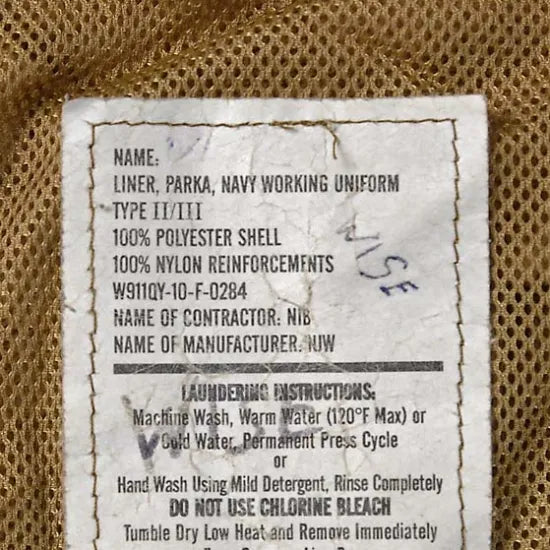 NAME:
LINER, PARKA, NAVY WORKING UNIFORM
TYPE II/III
100% POLYESTER SHELL
100% NYLON REINFORCEMENTS
WISE
W911QY-10-F-0284
NAME OF CONTRACTOR: NIB
NAME OF MANUFACTURER: IUW
LAUNDERING INSTRUCTIONS:
Machine Wash, Warm Water (120°F Max) or
Cold Water, Permanent Press Cycle
or
Hand Wash Using Mild Detergent, Rinse Completely
DO NOT USE CHLORINE BLEACH
Tumble Dry Low Heat and Remove Immediately